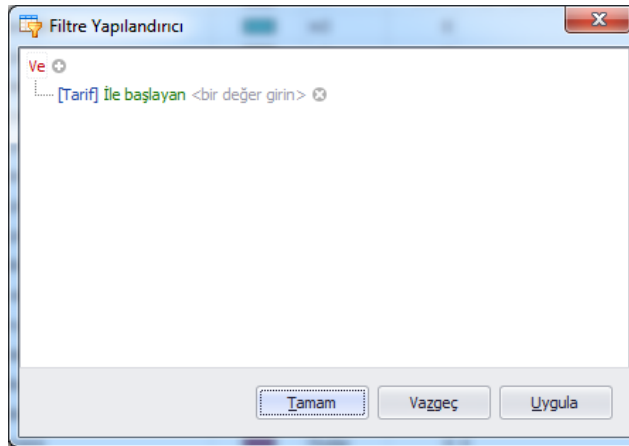 Filtre Yapılandırıcı
Ve
[Tarif] İle başlayan <bir değer girin>
Tamam Vazgeç Uygula